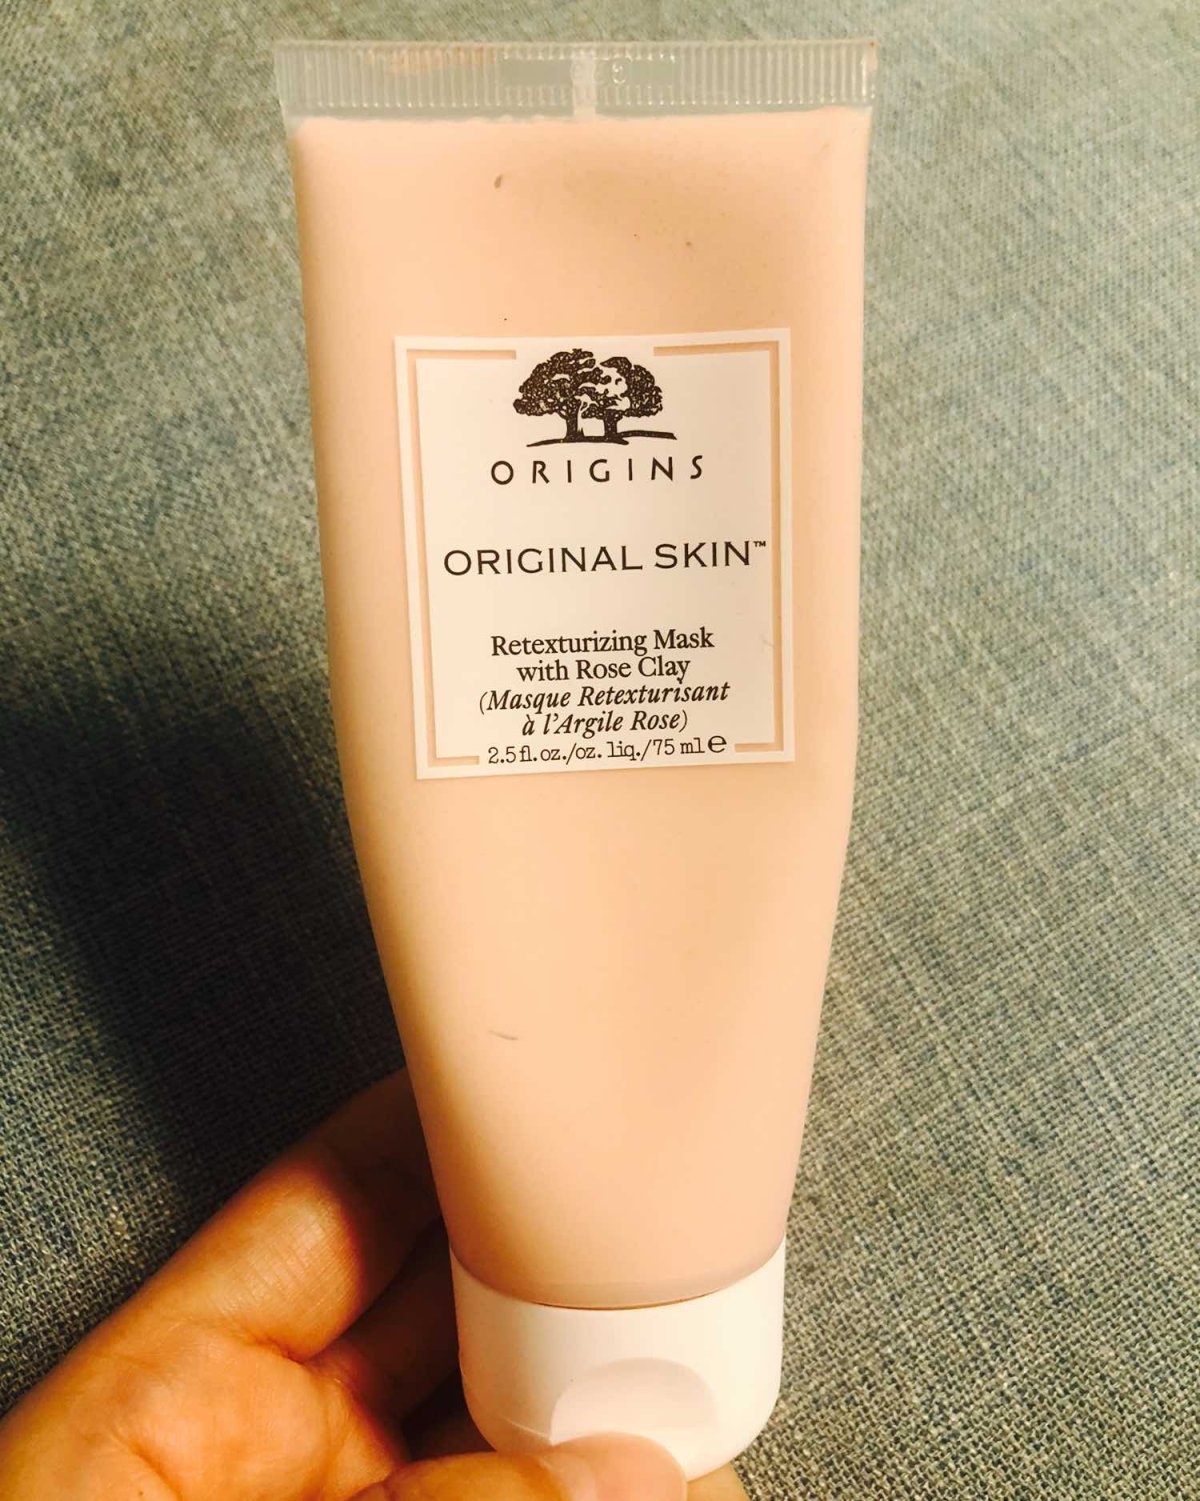 ORIGINS
ORIGINAL SKIN™
Retexturizing Mask
with Rose Clay
(Masque Retexturisant
à l'Argile Rose)
2.5 fl. oz./oz. liq./75 ml ℮